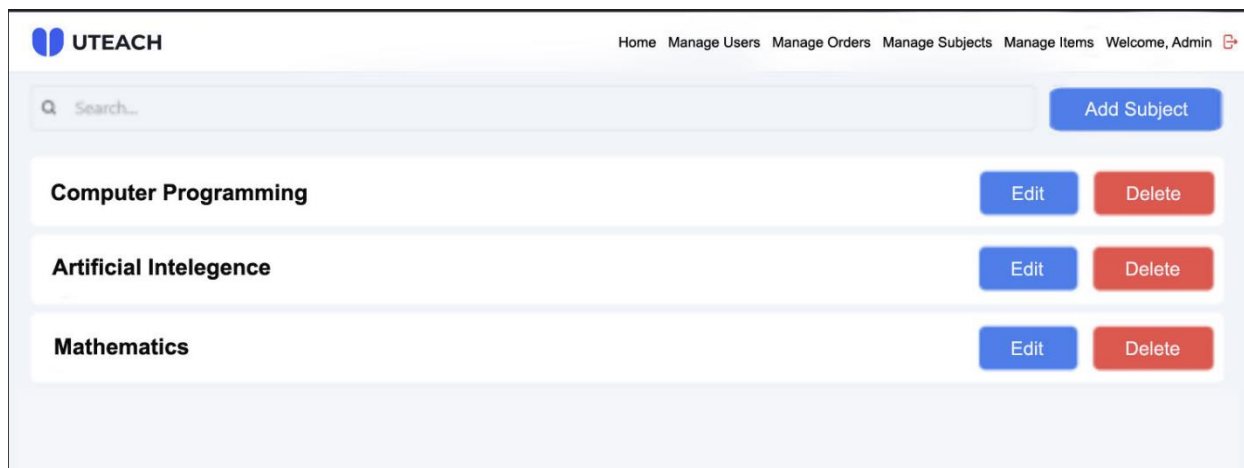 UTEACH
Home Manage Users Manage Orders Manage Subjects Manage Items Welcome, Admin
Search...
Add Subject
Computer Programming
Edit
Delete
Artificial Intelegence
Edit
Delete
Mathematics
Edit
Delete